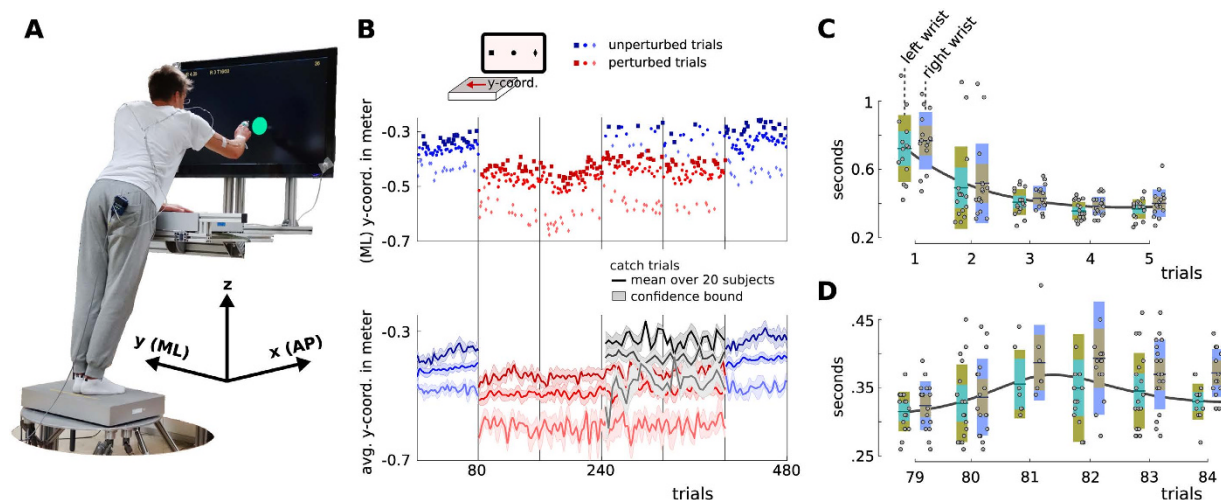 A
z
y (ML)
x (AP)
B
y-coord.
unperturbed trials
perturbed trials
(ML) y-coord. in meter
-0.3
-0.5
-0.7
catch trials
mean over 20 subjects
confidence bound
avg. y-coord. in meter
-0.3
-0.7
80
240
480
trials
C
left wrist
right wrist
seconds
1
0.6
0.2
1 2 3 4 5
trials
D
seconds
.45
.35
.25
79 80 81 82 83 84
trials